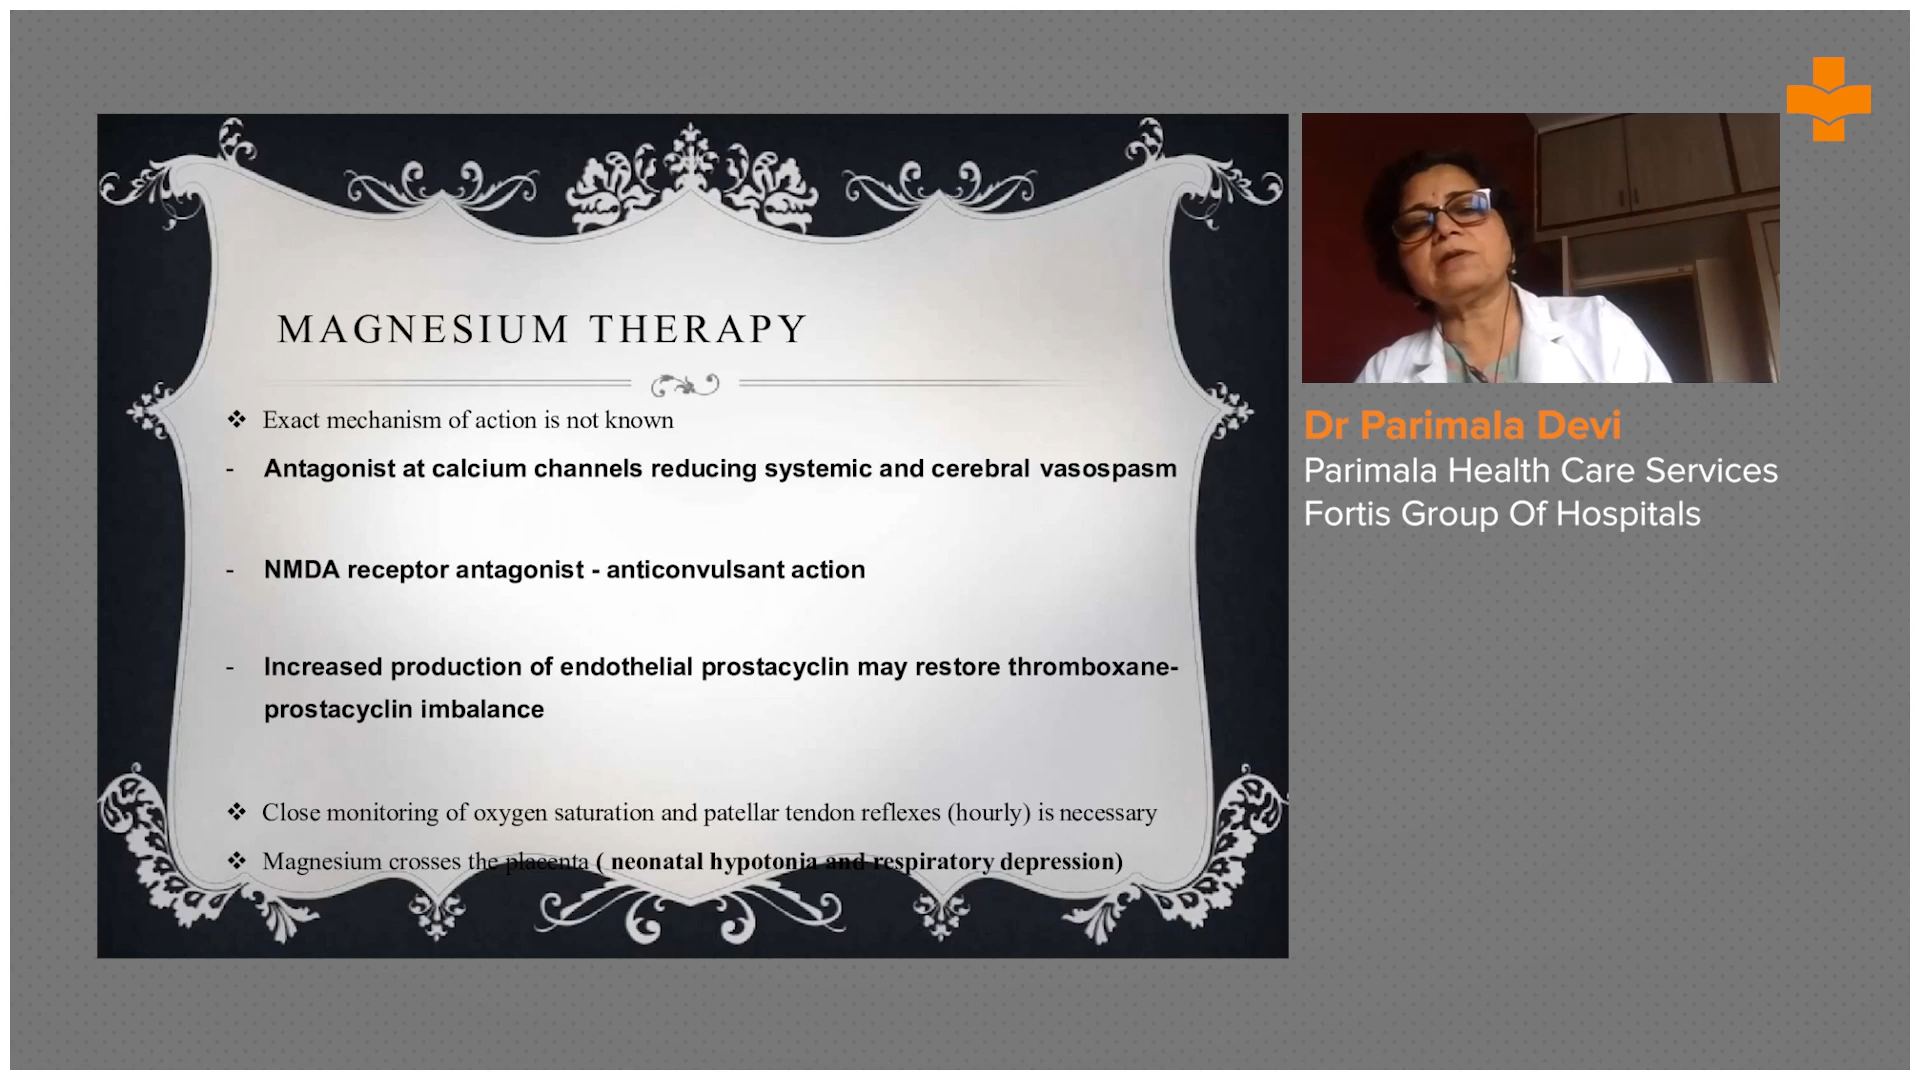 MAGNESIUM THERAPY
❖ Exact mechanism of action is not known
- Antagonist at calcium channels reducing systemic and cerebral vasospasm
- NMDA receptor antagonist - anticonvulsant action
- Increased production of endothelial prostacyclin may restore thromboxane-
prostacyclin imbalance
❖ Close monitoring of oxygen saturation and patellar tendon reflexes (hourly) is necessary
❖ Magnesium crosses the placenta ( neonatal hypotonia and respiratory depression)
Dr Parimala Devi
Parimala Health Care Services
Fortis Group Of Hospitals